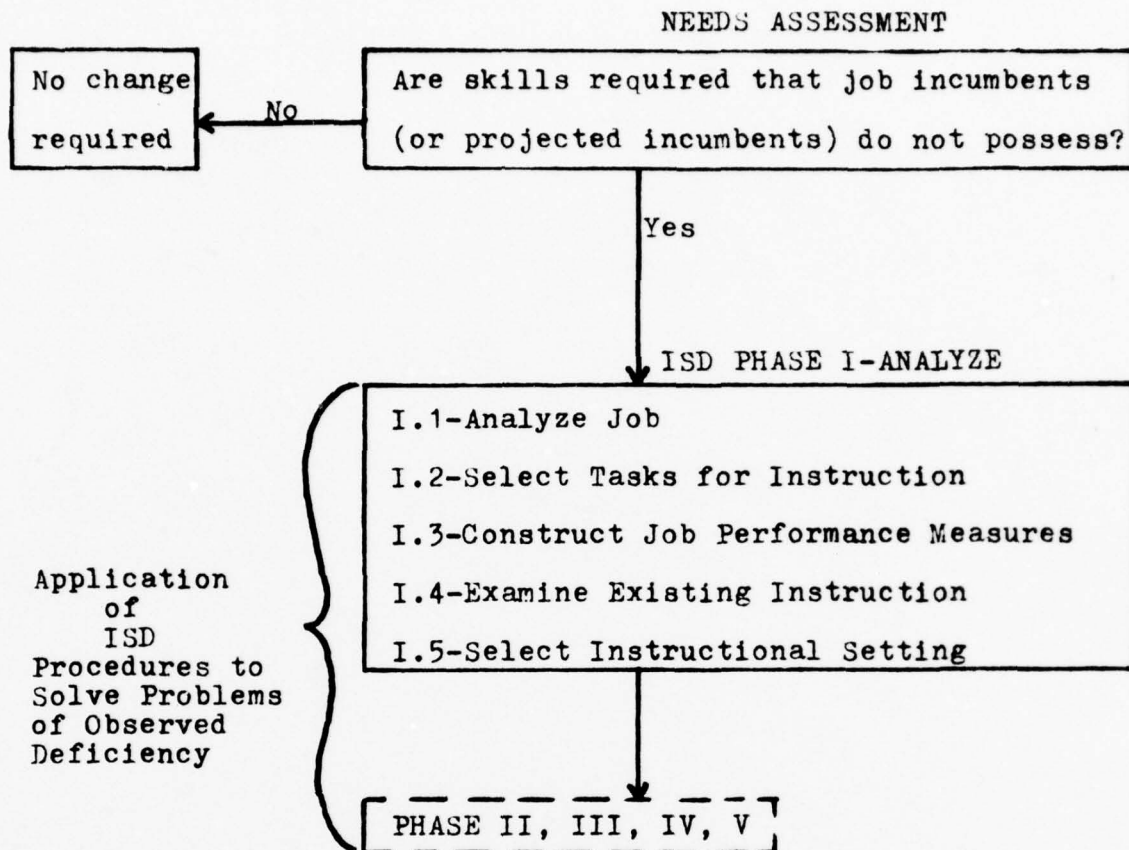 NEEDS ASSESSMENT
No change
required
No
Are skills required that job incumbents
(or projected incumbents) do not possess?
Yes
ISD PHASE I-ANALYZE
I.1-Analyze Job
I.2-Select Tasks for Instruction
I.3-Construct Job Performance Measures
I.4-Examine Existing Instruction
I.5-Select Instructional Setting
Application
of
ISD
Procedures to
Solve Problems
of Observed
Deficiency
PHASE II, III, IV, V